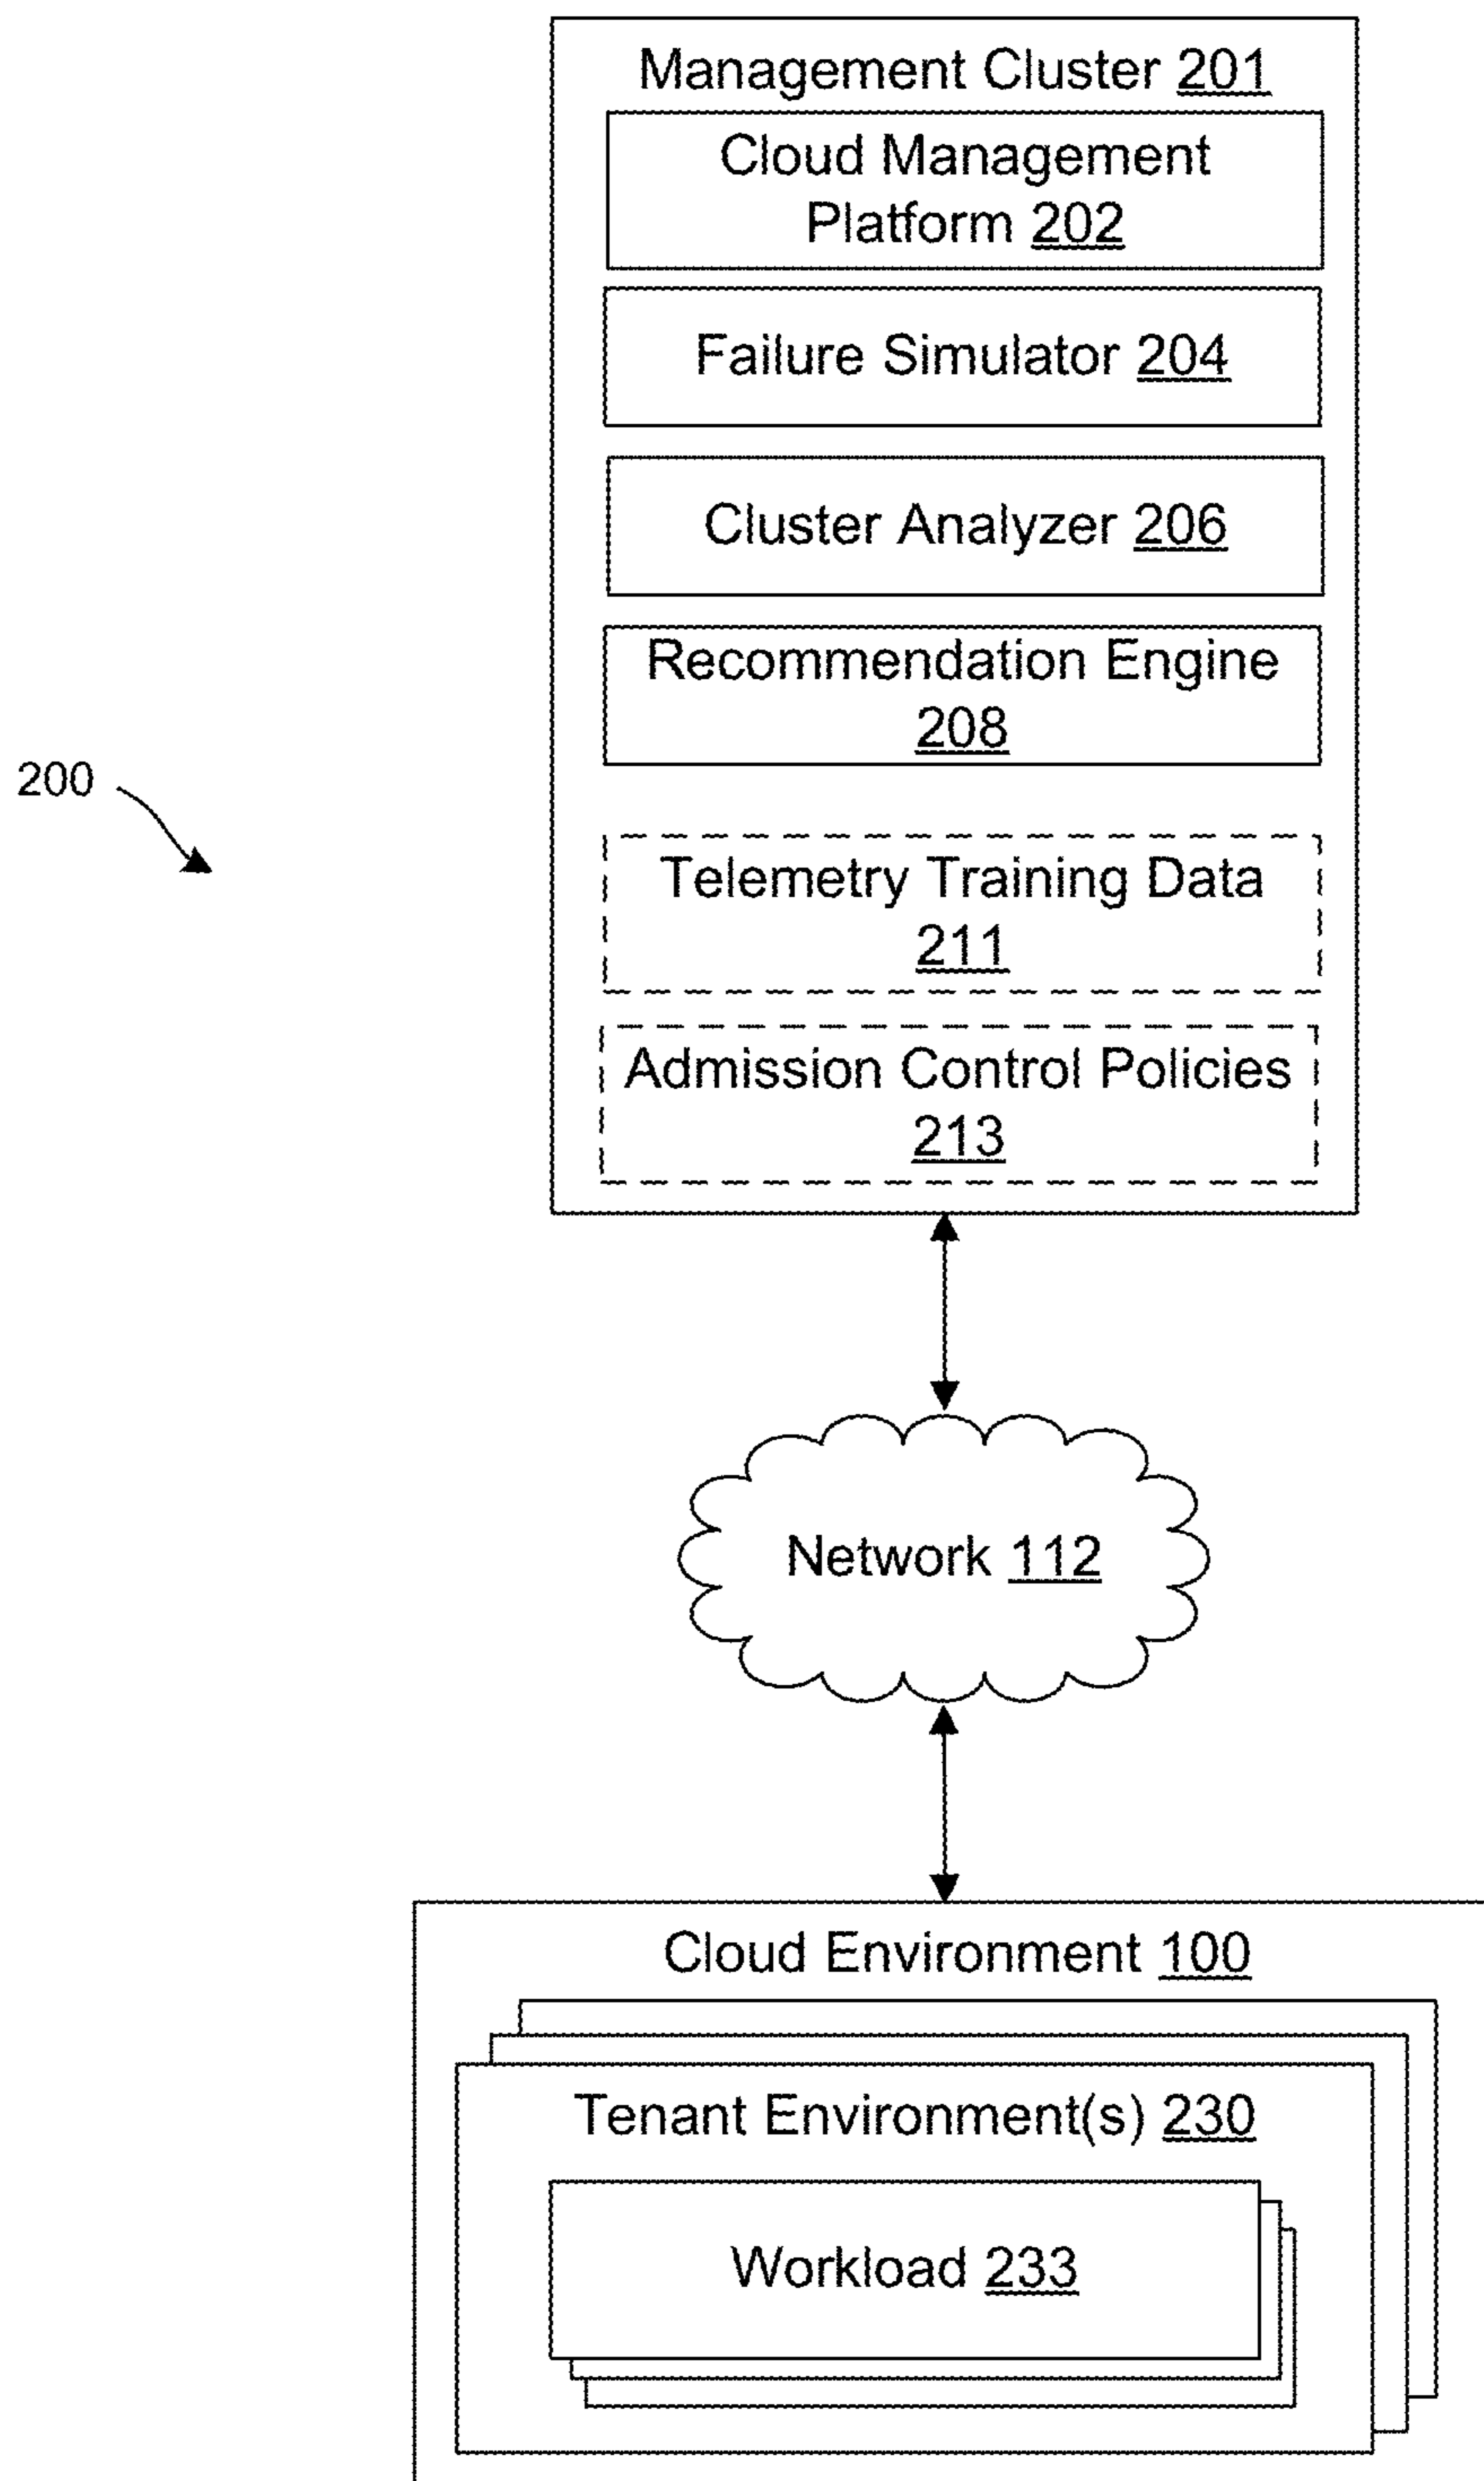 Management Cluster 201
Cloud Management
Platform 202
Failure Simulator 204
Cluster Analyzer 206
Recommendation Engine
208
200
Telemetry Training Data
211
Admission Control Policies
213
Network 112
Cloud Environment 100
Tenant Environment(s) 230
Workload 233